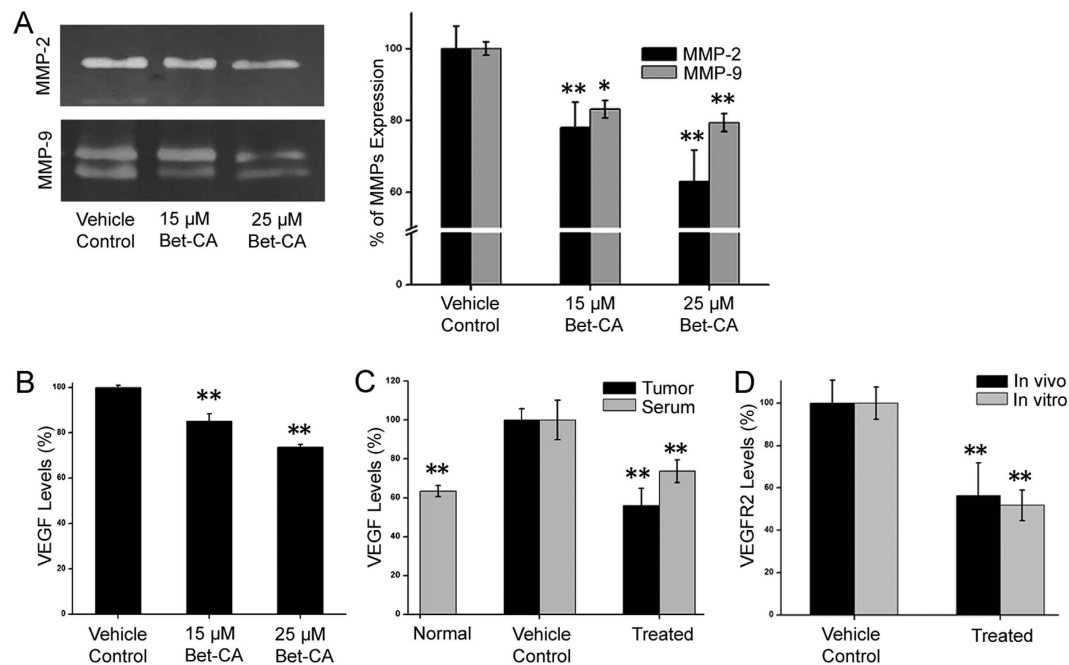 A
MMP-2
MMP-9
Vehicle
Control
15 µM
Bet-CA
25 µM
Bet-CA
% of MMPs Expression
100
80
60
0
MMP-2
MMP-9
**
*
**
**
Vehicle
Control
15 µM
Bet-CA
25 µM
Bet-CA
B
VEGF Levels (%)
100
80
60
40
20
0
**
**
Vehicle
Control
15 µM
Bet-CA
25 µM
Bet-CA
C
VEGF Levels (%)
120
100
80
60
40
20
0
Tumor
Serum
**
**
**
Normal
Vehicle
Control
Treated
D
VEGFR2 Levels (%)
100
80
60
40
20
0
In vivo
In vitro
**
**
Vehicle
Control
Treated